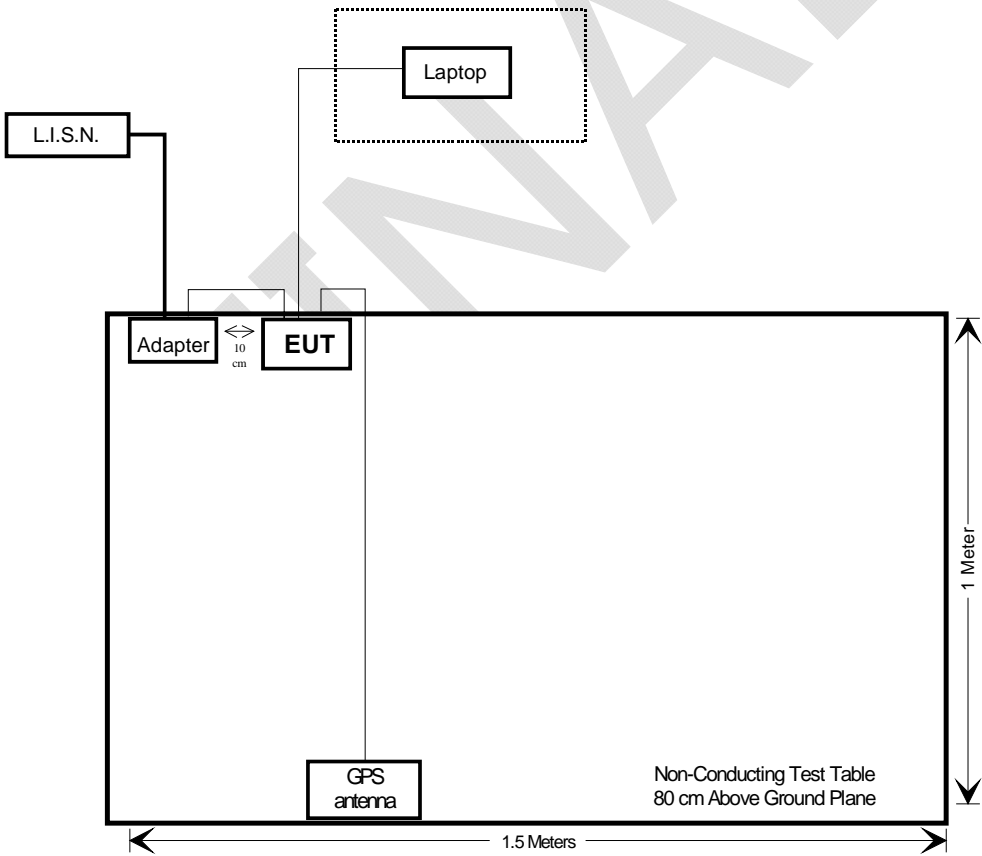 Laptop
L.I.S.N.
Adapter
10
cm
EUT
1 Meter
GPS
antenna
Non-Conducting Test Table
80 cm Above Ground Plane
1.5 Meters